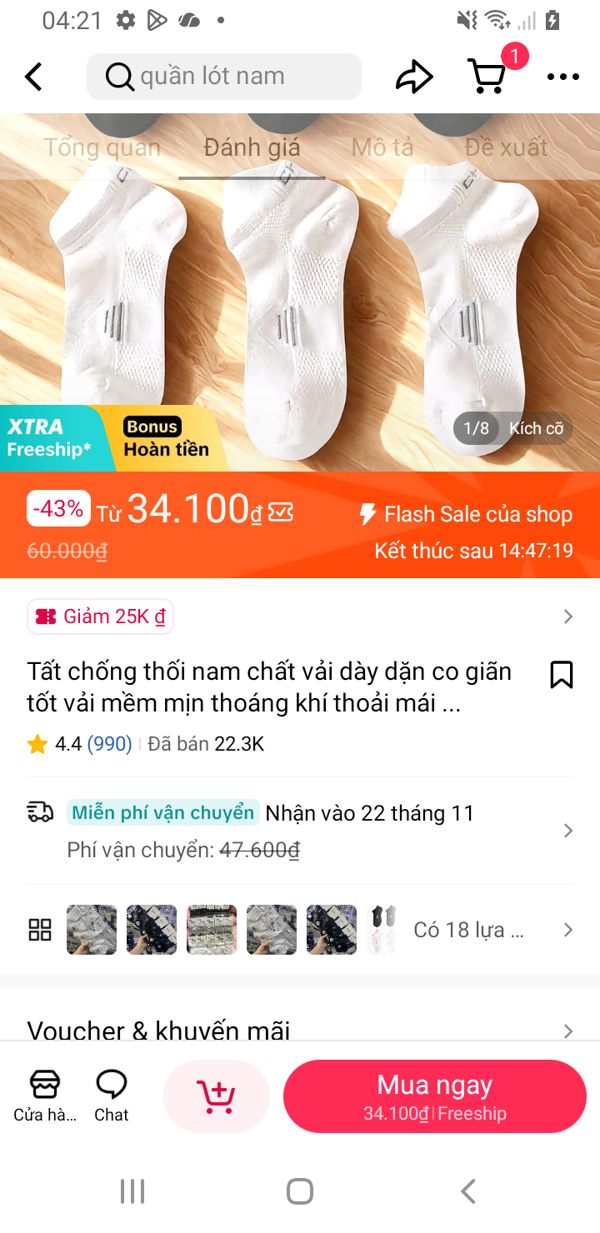 04:21
quần lót nam
1
Tổng quan Đánh giá Mô tả Đề xuất
XTRA
Freeship*
Bonus
Hoàn tiền
1/8 Kích cỡ
-43% Từ 34.100₫
Flash Sale của shop
60.000₫
Kết thúc sau 14:47:19
Giảm 25K ₫
Tất chống thối nam chất vải dày dặn co giãn
tốt vải mềm mịn thoáng khí thoải mái ...
4.4 (990) Đã bán 22.3K
Miễn phí vận chuyển Nhận vào 22 tháng 11
Phí vận chuyển: 47.600₫
Có 18 lựa ...
Voucher & khuyến mãi
Cửa hà... Chat
Mua ngay
34.100₫ | Freeship